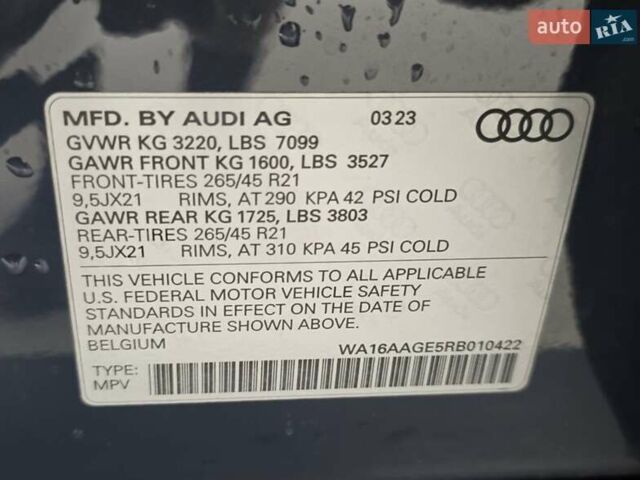 auto RIA.com
MFD. BY AUDI AG 03 23
GVWR KG 3220, LBS 7099
GAWR FRONT KG 1600, LBS 3527
FRONT-TIRES 265/45 R21
9,5JX21 RIMS, AT 290 KPA 42 PSI COLD
GAWR REAR KG 1725, LBS 3803
REAR-TIRES 265/45 R21
9,5JX21 RIMS, AT 310 KPA 45 PSI COLD
THIS VEHICLE CONFORMS TO ALL APPLICABLE
U.S. FEDERAL MOTOR VEHICLE SAFETY
STANDARDS IN EFFECT ON THE DATE OF
MANUFACTURE SHOWN ABOVE.
BELGIUM WA16AAGE5RB010422
TYPE:
MPV